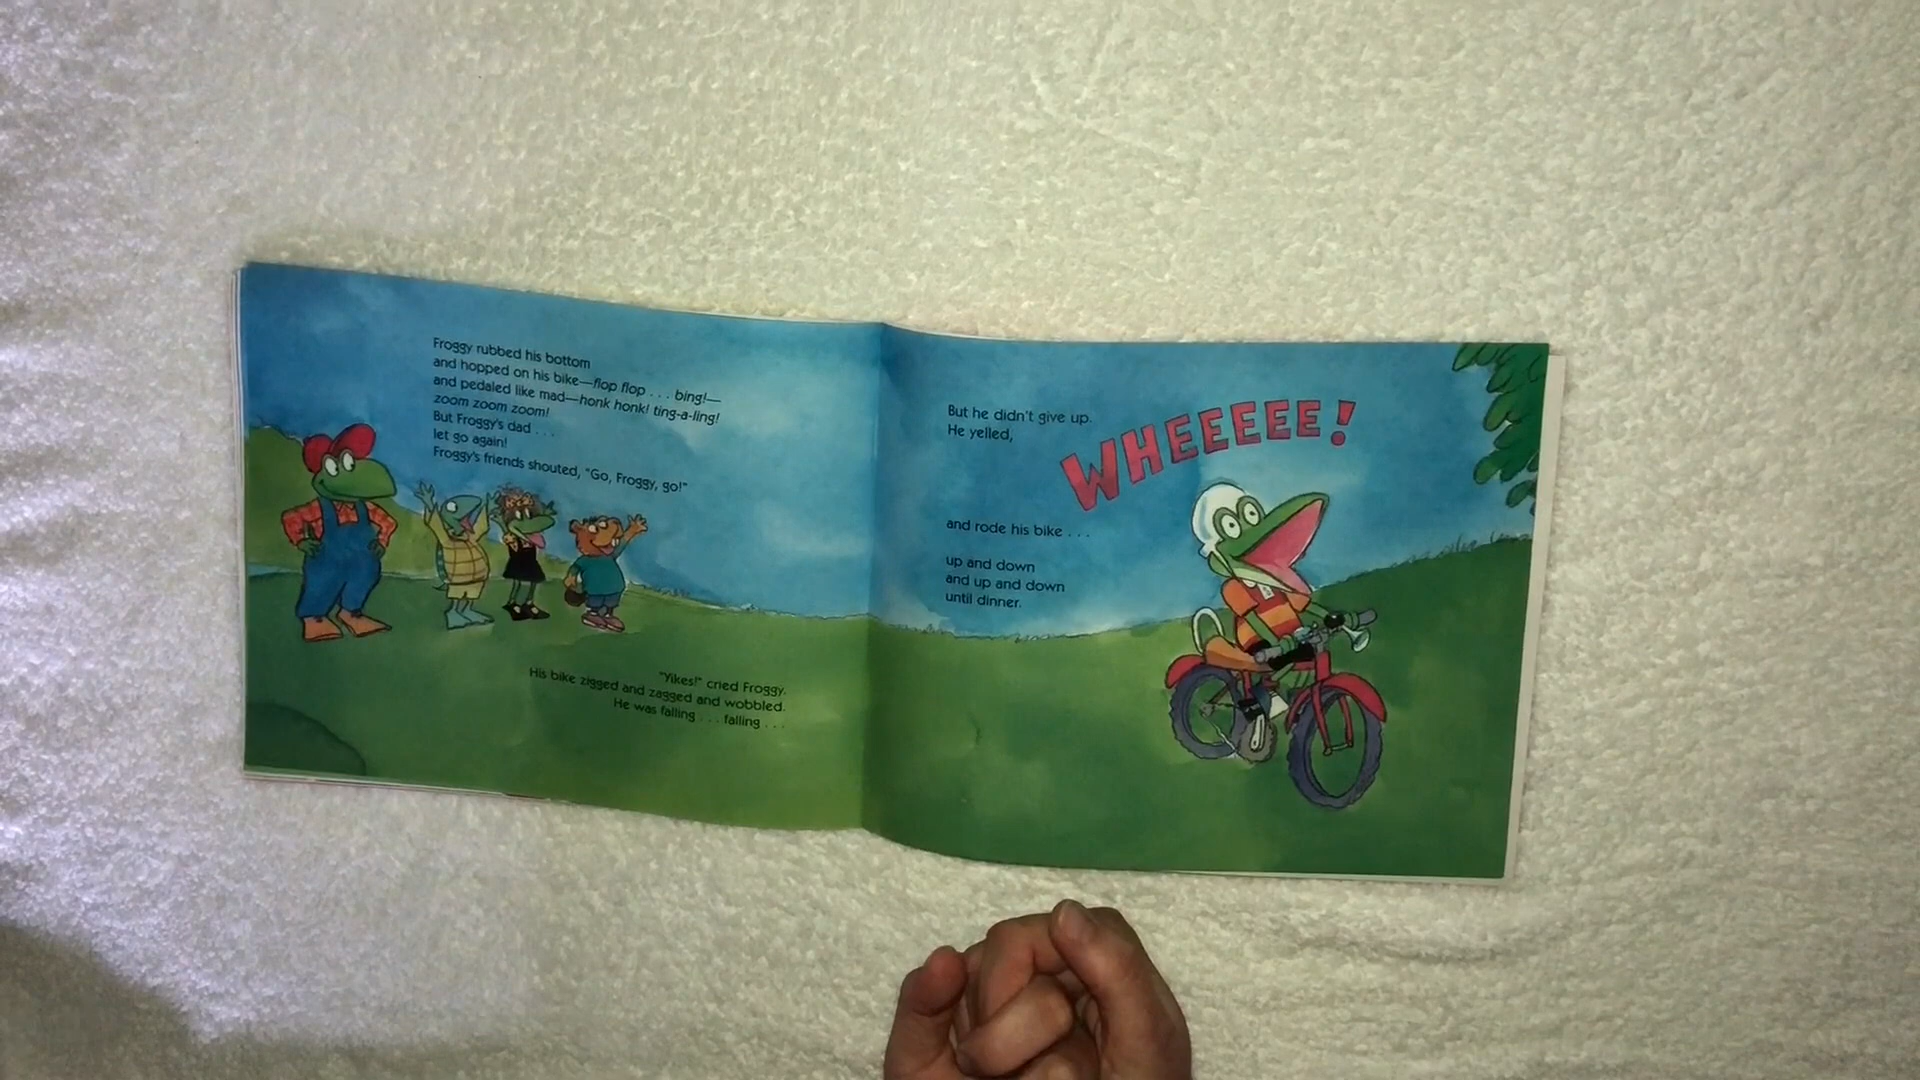 Froggy rubbed his bottom
and hopped on his bike—flop flop . . . bing!—
and pedaled like mad—honk honk! ting-a-ling!
zoom zoom zoom!
But Froggy's dad . . .
let go again!
Froggy's friends shouted, "Go, Froggy, go!"
"Yikes!" cried Froggy.
His bike zigged and zagged and wobbled.
He was falling . . . falling . . .
But he didn't give up.
He yelled,
WHEEEEE!
and rode his bike . . .
up and down
and up and down
until dinner.